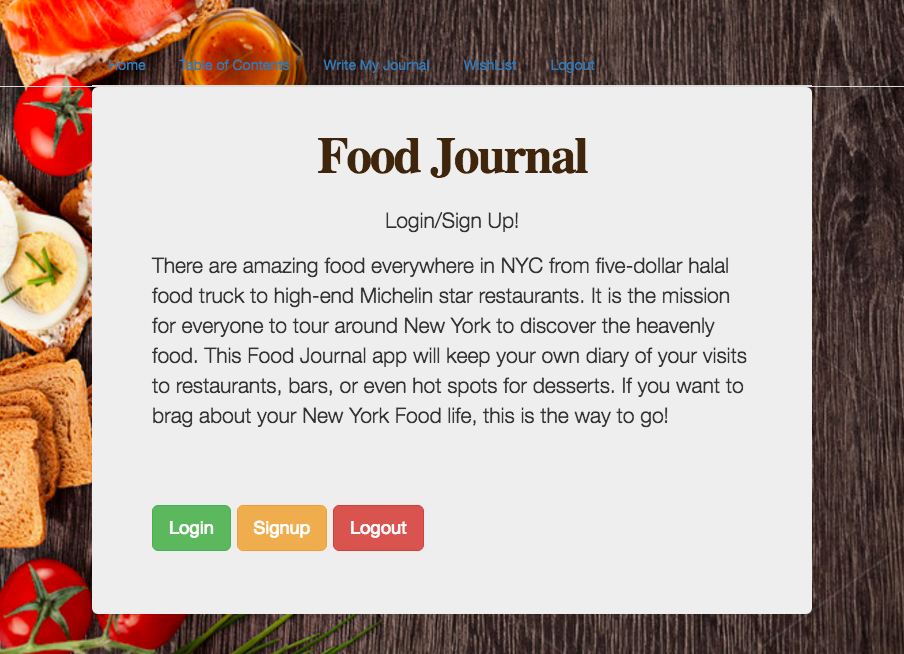 Home Table of Contents Write My Journal WishList Logout
Food Journal
Login/Sign Up!
There are amazing food everywhere in NYC from five-dollar halal
food truck to high-end Michelin star restaurants. It is the mission
for everyone to tour around New York to discover the heavenly
food. This Food Journal app will keep your own diary of your visits
to restaurants, bars, or even hot spots for desserts. If you want to
brag about your New York Food life, this is the way to go!
Login Signup Logout